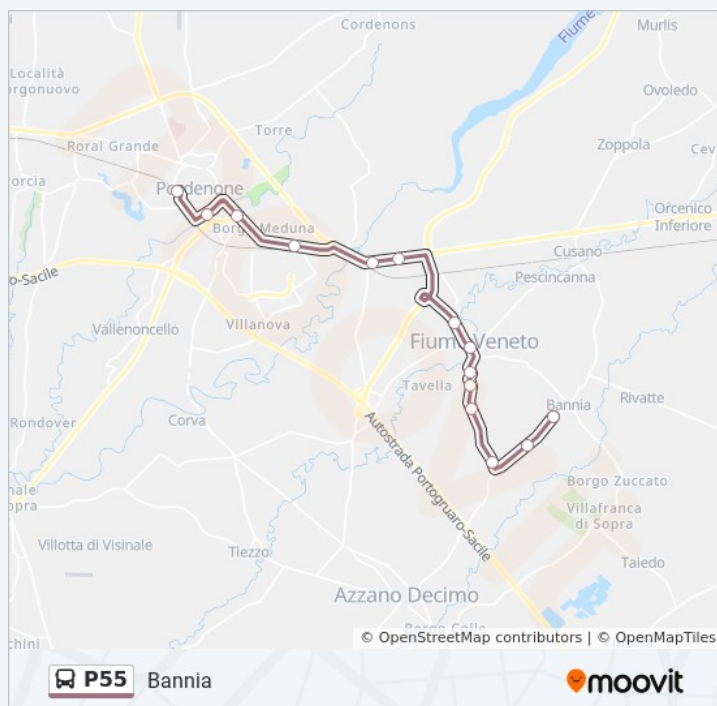 Cordenons
Murlis
Fiume
Località
orgonuovo
Ovoledo
Torre
Rorai Grande
Zoppola
Cev
orcia
Pordenone
Orcenico
Inferiore
Borgo Meduna
Cusano
o-Sacile
Pescincanna
Vallenoncello
Villanova
Fiume Veneto
Tavella
Bannia
Rivatte
Rondover
Corva
Autostrada Portogruaro-Sacile
Borgo Zuccato
nale
opra
Villafranca
di Sopra
Villotta di Visinale
Tiezzo
Taiedo
Azzano Decimo
Borgo Colle
chini
© OpenStreetMap contributors | © OpenMapTiles
P55 Bannia
moovit